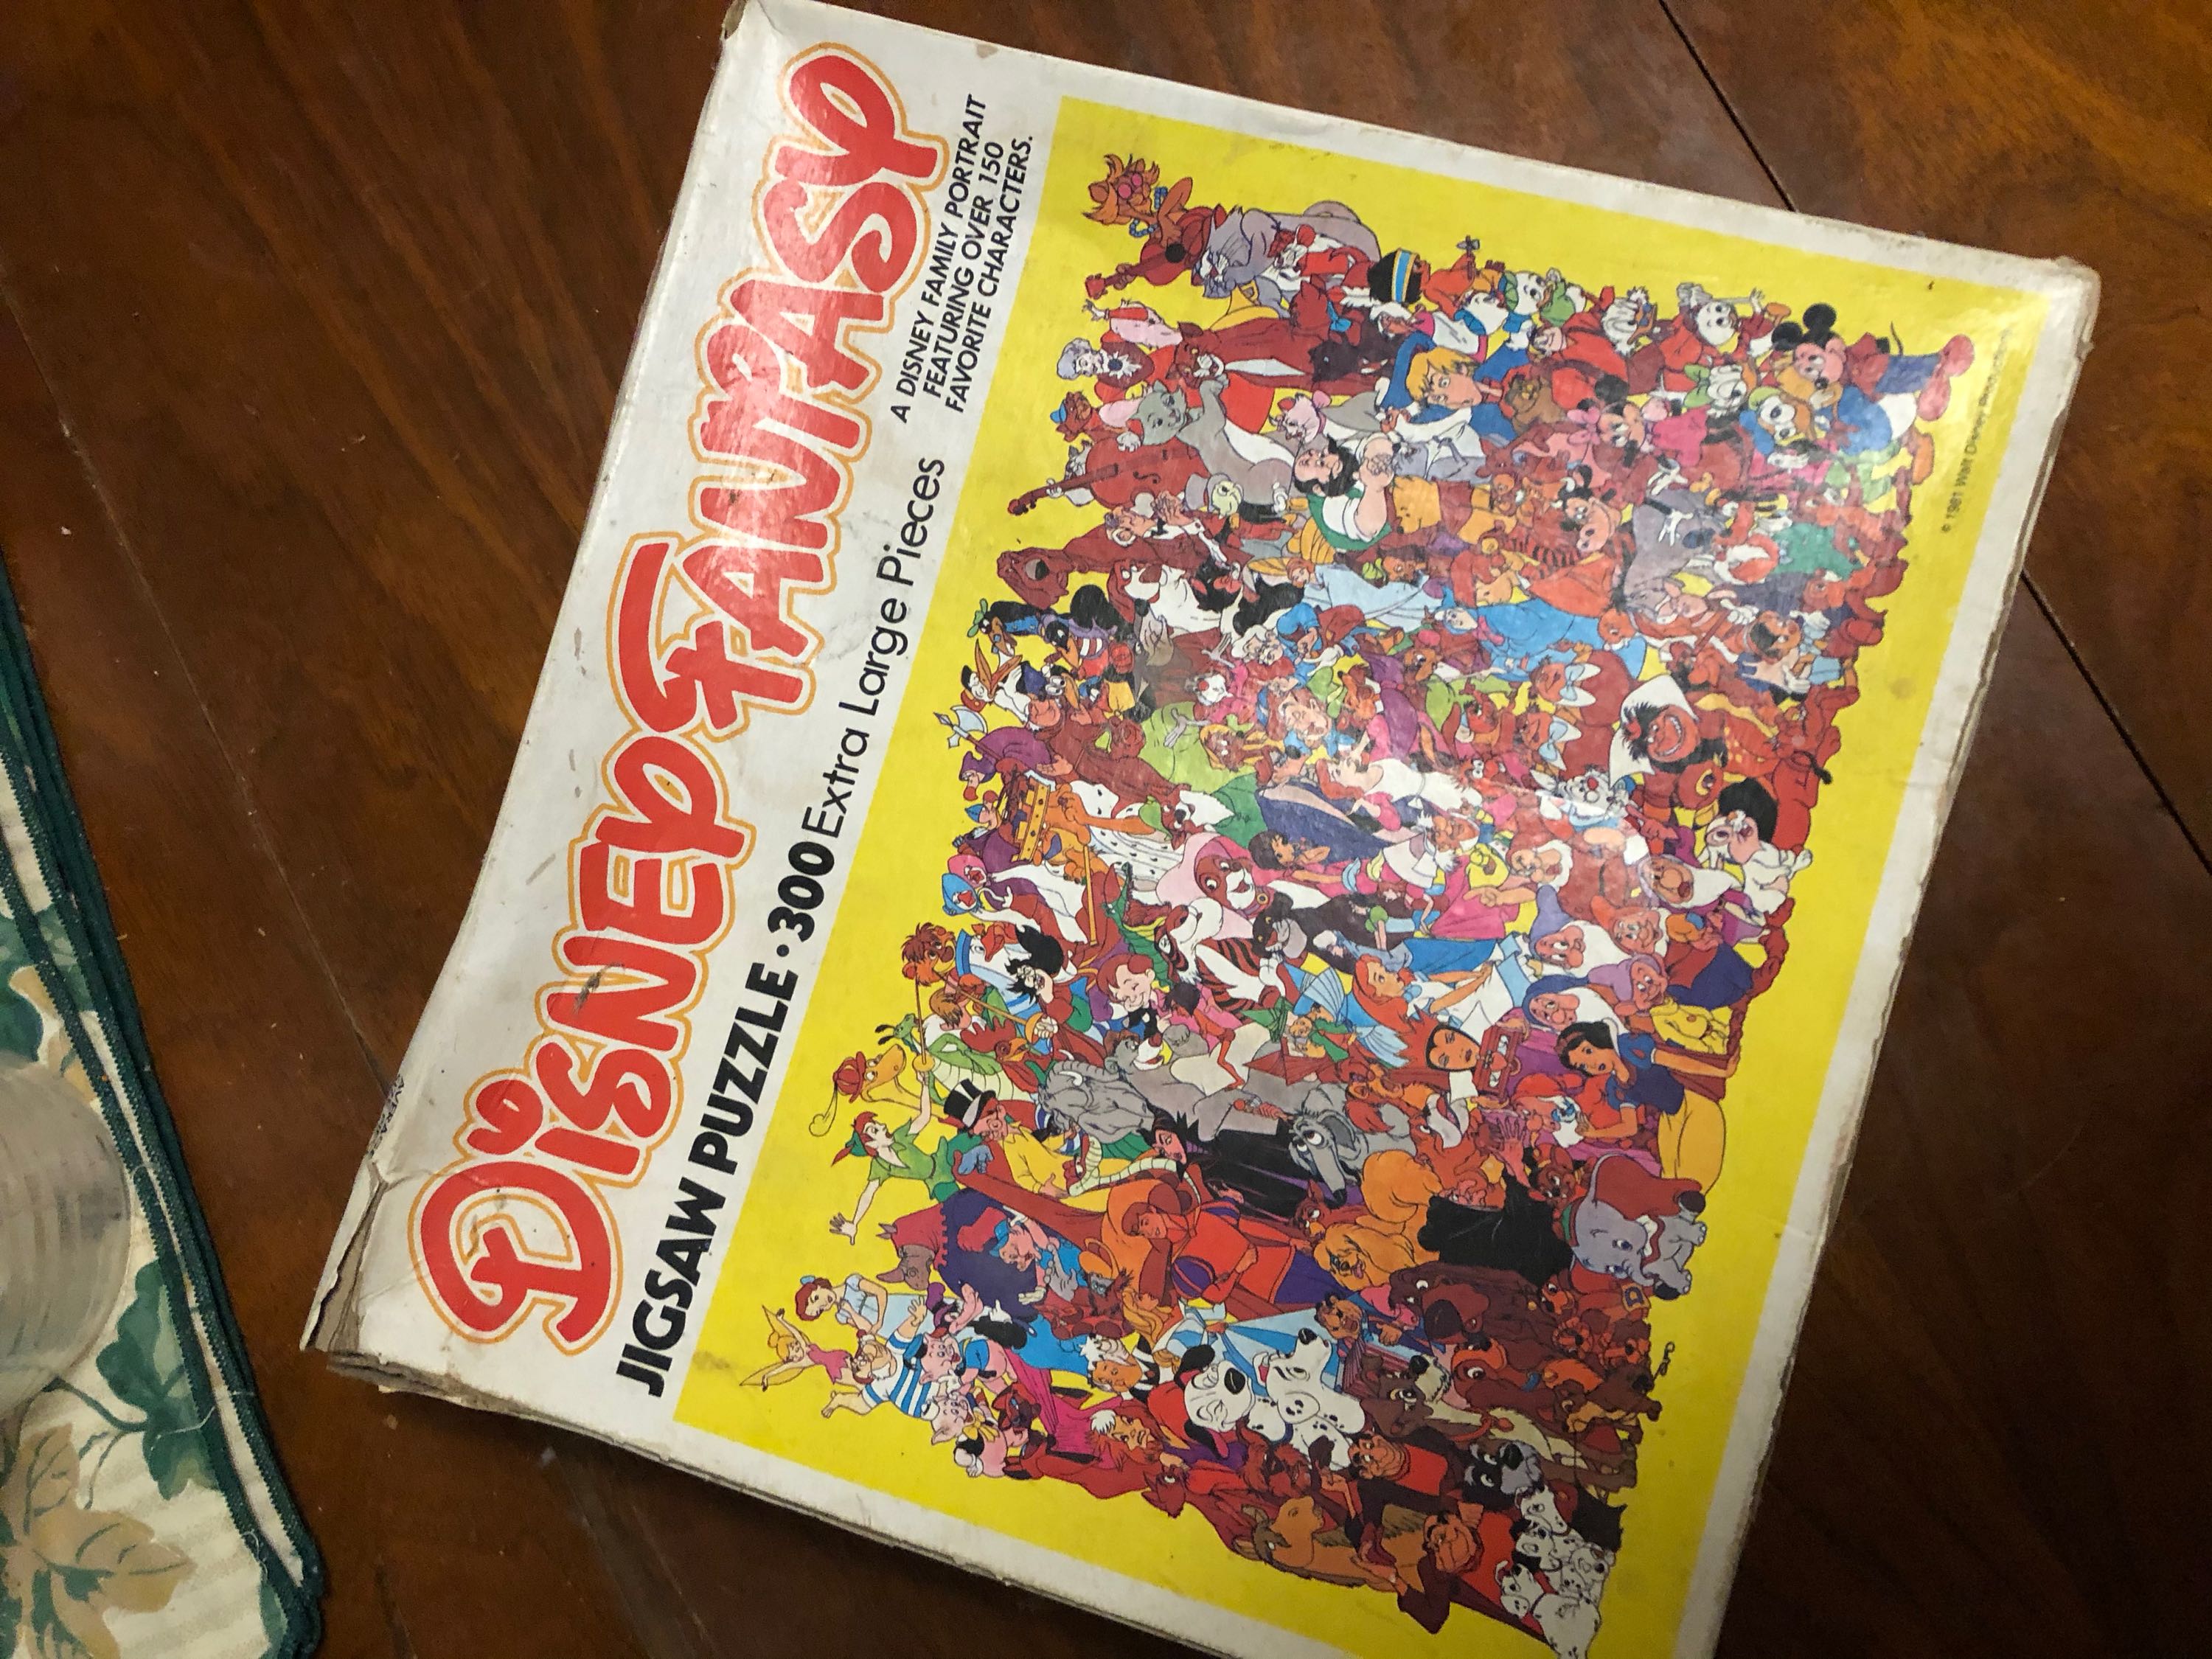 DisNEy FANTASy
JIGSAW PUZZLE • 300 Extra Large Pieces
A DISNEY FAMILY PORTRAIT
FEATURING OVER 150
FAVORITE CHARACTERS.
© 1981 Walt Disney Productions